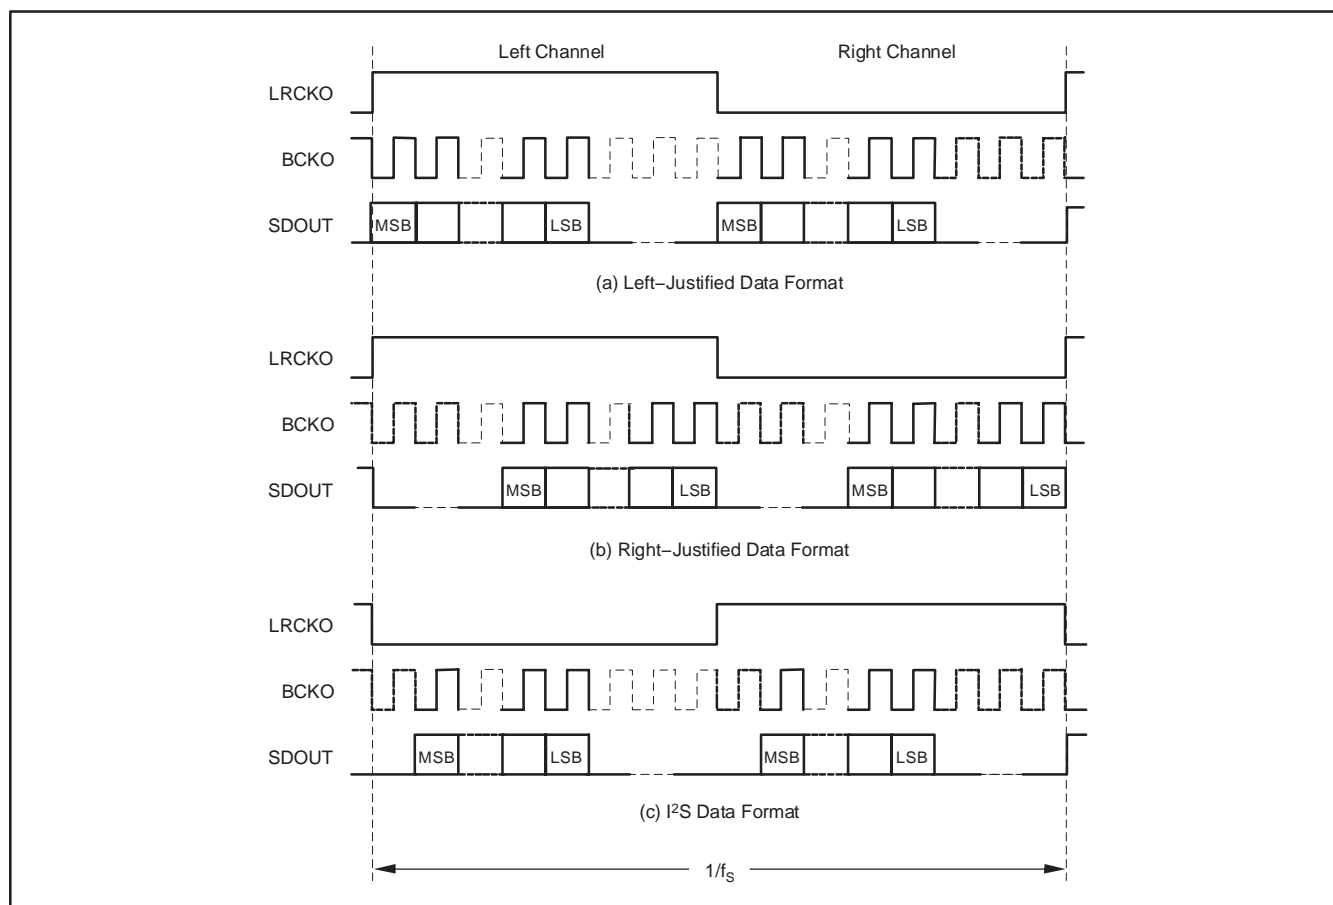 Left Channel Right Channel
LRCKO
BCKO
SDOUT MSB LSB MSB LSB
(a) Left−Justified Data Format
LRCKO
BCKO
SDOUT MSB LSB MSB LSB
(b) Right−Justified Data Format
LRCKO
BCKO
SDOUT MSB LSB MSB LSB
(c) I²S Data Format
1/fS